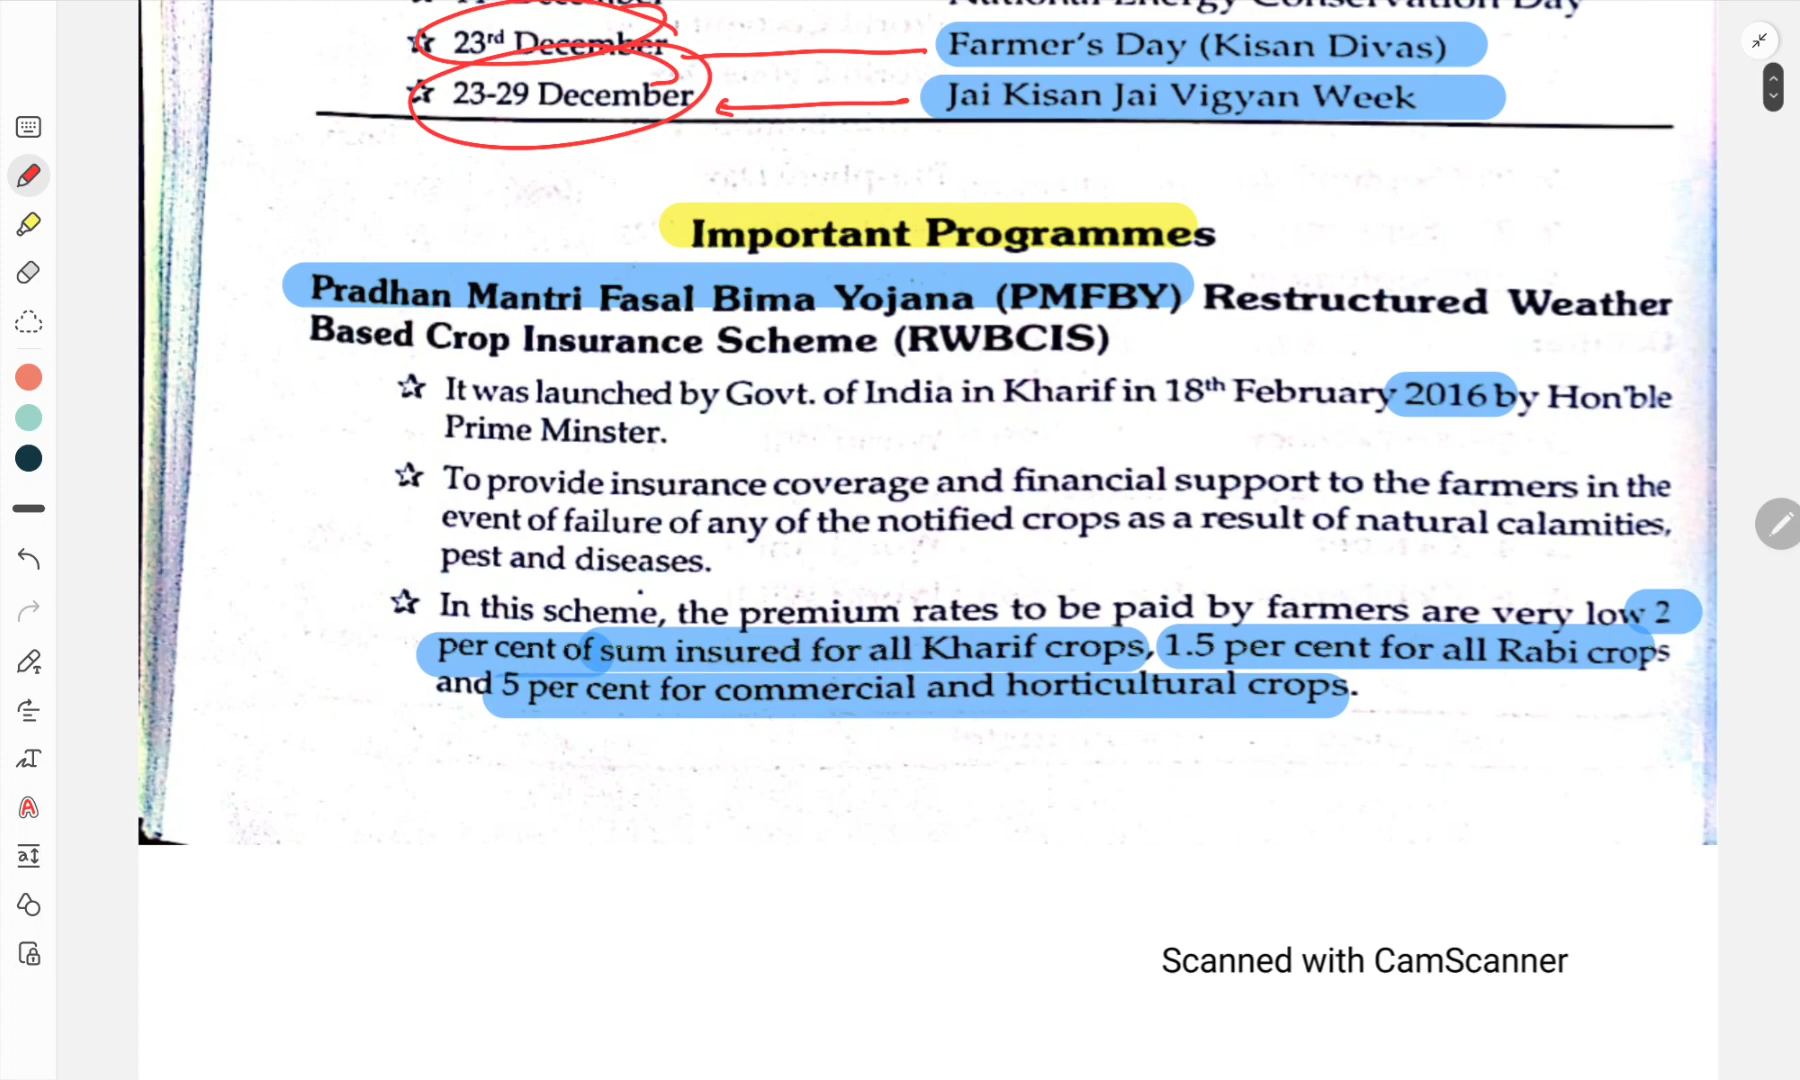 23rd December Farmer's Day (Kisan Divas)
23-29 December Jai Kisan Jai Vigyan Week
Important Programmes
Pradhan Mantri Fasal Bima Yojana (PMFBY) Restructured Weather
Based Crop Insurance Scheme (RWBCIS)
☆ It was launched by Govt. of India in Kharif in 18th February 2016 by Hon'ble
Prime Minster.
☆ To provide insurance coverage and financial support to the farmers in the
event of failure of any of the notified crops as a result of natural calamities,
pest and diseases.
☆ In this scheme, the premium rates to be paid by farmers are very low 2
per cent of sum insured for all Kharif crops, 1.5 per cent for all Rabi crops
and 5 per cent for commercial and horticultural crops.
Scanned with CamScanner